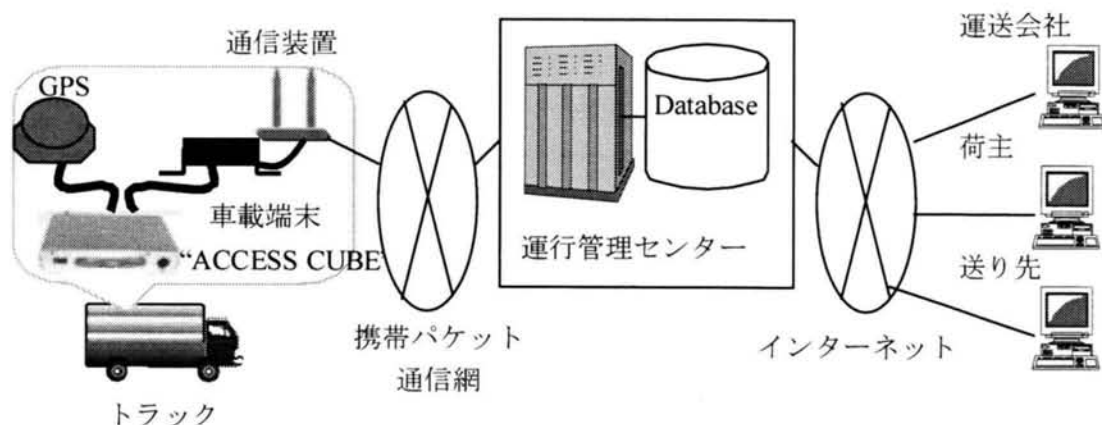 通信装置
GPS
車載端末
“ACCESS CUBE
トラック
携帯パケット
通信網
Database
運行管理センター
インターネット
運送会社
荷主
送り先